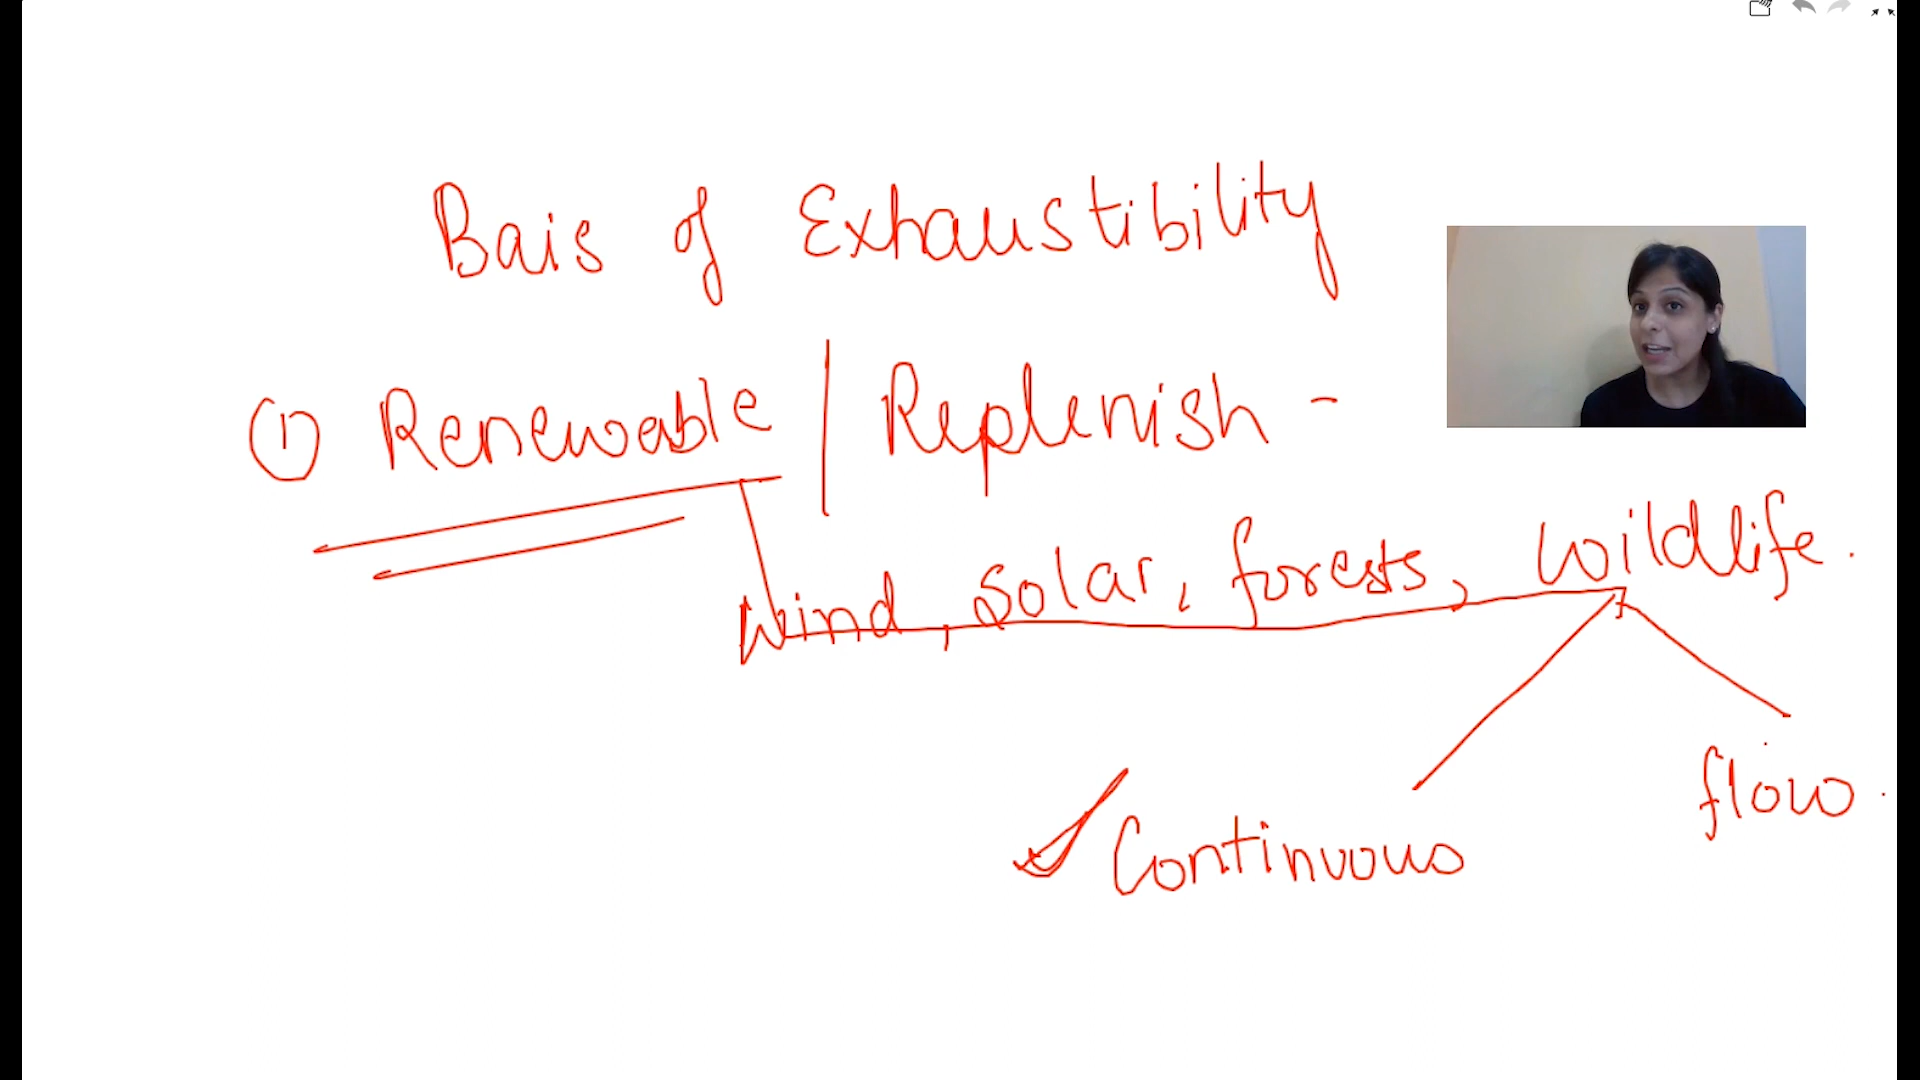 Bais of Exhaustibility
① Renewable | Replenish -
Wind, Solar, forests, Wildlife.
Continuous
flow.